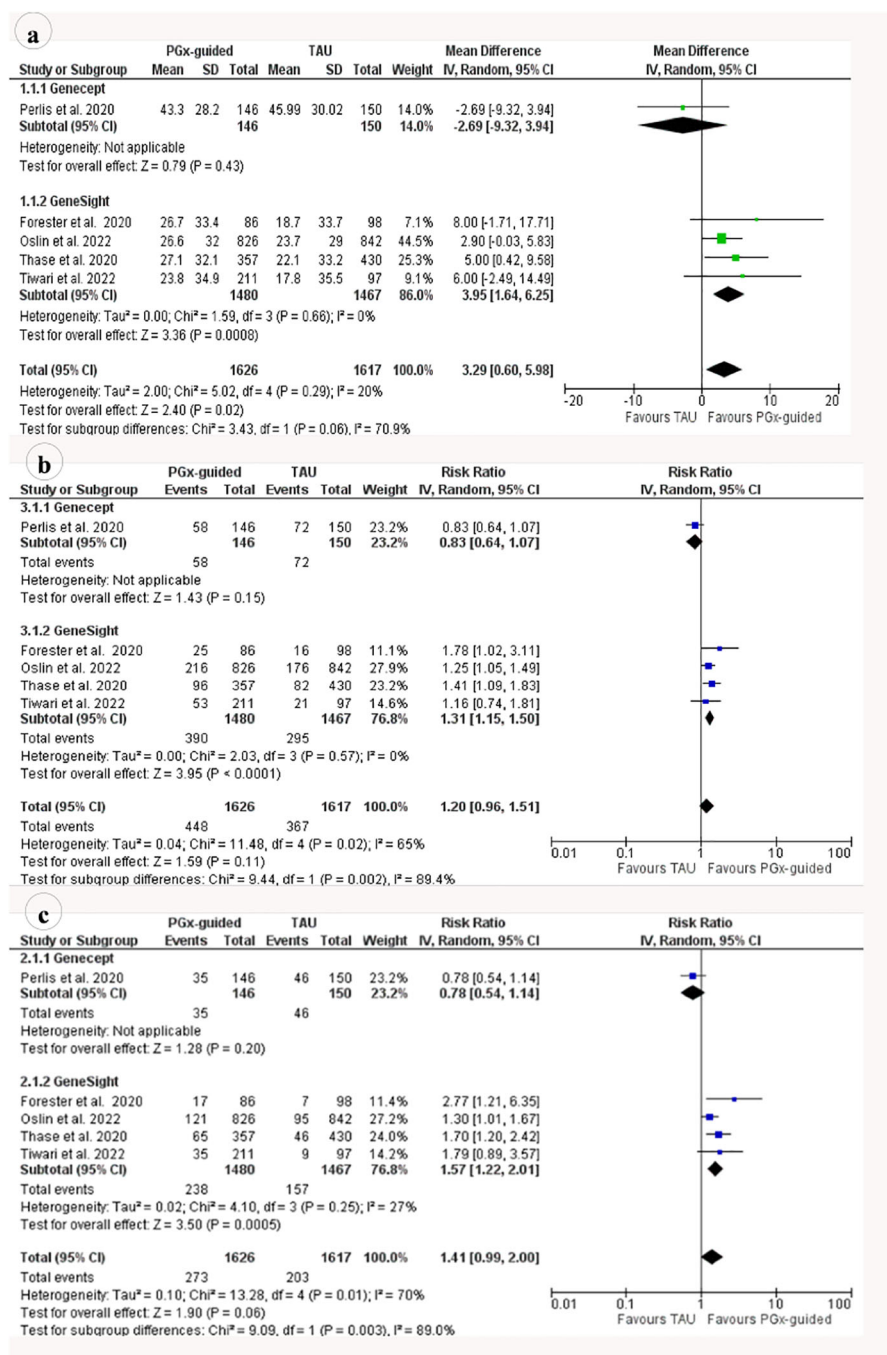 a
PGx-guided TAU Mean Difference Mean Difference
Study or Subgroup Mean SD Total Mean SD Total Weight IV, Random, 95% CI IV, Random, 95% CI
1.1.1 Genecept
Perlis et al. 2020 43.3 28.2 146 45.99 30.02 150 14.0% -2.69 [-9.32, 3.94]
Subtotal (95% CI) 146 150 14.0% -2.69 [-9.32, 3.94]
Heterogeneity: Not applicable
Test for overall effect: Z = 0.79 (P = 0.43)
1.1.2 GeneSight
Forester et al. 2020 26.7 33.4 86 18.7 33.7 98 7.1% 8.00 [-1.71, 17.71]
Oslin et al. 2022 26.6 32 826 23.7 29 842 44.5% 2.90 [-0.03, 5.83]
Thase et al. 2020 27.1 32.1 357 22.1 33.2 430 25.3% 5.00 [0.42, 9.58]
Tiwari et al. 2022 23.8 34.9 211 17.8 35.5 97 9.1% 6.00 [-2.49, 14.49]
Subtotal (95% CI) 1480 1467 86.0% 3.95 [1.64, 6.25]
Heterogeneity: Tau² = 0.00; Chi² = 1.59, df = 3 (P = 0.66); I² = 0%
Test for overall effect: Z = 3.36 (P = 0.0008)
Total (95% CI) 1626 1617 100.0% 3.29 [0.60, 5.98]
Heterogeneity: Tau² = 2.00; Chi² = 5.02, df = 4 (P = 0.29); I² = 20%
Test for overall effect: Z = 2.40 (P = 0.02)
Test for subgroup differences: Chi² = 3.43, df = 1 (P = 0.06), I² = 70.9%
-20 -10 0 10 20
Favours TAU Favours PGx-guided
b
PGx-guided TAU Risk Ratio Risk Ratio
Study or Subgroup Events Total Events Total Weight IV, Random, 95% CI IV, Random, 95% CI
3.1.1 Genecept
Perlis et al. 2020 58 146 72 150 23.2% 0.83 [0.64, 1.07]
Subtotal (95% CI) 146 150 23.2% 0.83 [0.64, 1.07]
Total events 58 72
Heterogeneity: Not applicable
Test for overall effect: Z = 1.43 (P = 0.15)
3.1.2 GeneSight
Forester et al. 2020 25 86 16 98 11.1% 1.78 [1.02, 3.11]
Oslin et al. 2022 216 826 176 842 27.9% 1.25 [1.05, 1.49]
Thase et al. 2020 96 357 82 430 23.2% 1.41 [1.09, 1.83]
Tiwari et al. 2022 53 211 21 97 14.6% 1.16 [0.74, 1.81]
Subtotal (95% CI) 1480 1467 76.8% 1.31 [1.15, 1.50]
Total events 390 295
Heterogeneity: Tau² = 0.00; Chi² = 2.03, df = 3 (P = 0.57); I² = 0%
Test for overall effect: Z = 3.95 (P < 0.0001)
Total (95% CI) 1626 1617 100.0% 1.20 [0.96, 1.51]
Total events 448 367
Heterogeneity: Tau² = 0.04; Chi² = 11.48, df = 4 (P = 0.02); I² = 65%
Test for overall effect: Z = 1.59 (P = 0.11)
Test for subgroup differences: Chi² = 9.44, df = 1 (P = 0.002), I² = 89.4%
0.01 0.1 1 10 100
Favours TAU Favours PGx-guided
c
PGx-guided TAU Risk Ratio Risk Ratio
Study or Subgroup Events Total Events Total Weight IV, Random, 95% CI IV, Random, 95% CI
2.1.1 Genecept
Perlis et al. 2020 35 146 46 150 23.2% 0.78 [0.54, 1.14]
Subtotal (95% CI) 146 150 23.2% 0.78 [0.54, 1.14]
Total events 35 46
Heterogeneity: Not applicable
Test for overall effect: Z = 1.28 (P = 0.20)
2.1.2 GeneSight
Forester et al. 2020 17 86 7 98 11.4% 2.77 [1.21, 6.35]
Oslin et al. 2022 121 826 95 842 27.2% 1.30 [1.01, 1.67]
Thase et al. 2020 65 357 46 430 24.0% 1.70 [1.20, 2.42]
Tiwari et al. 2022 35 211 9 97 14.2% 1.79 [0.89, 3.57]
Subtotal (95% CI) 1480 1467 76.8% 1.57 [1.22, 2.01]
Total events 238 157
Heterogeneity: Tau² = 0.02; Chi² = 4.10, df = 3 (P = 0.25); I² = 27%
Test for overall effect: Z = 3.50 (P = 0.0005)
Total (95% CI) 1626 1617 100.0% 1.41 [0.99, 2.00]
Total events 273 203
Heterogeneity: Tau² = 0.10; Chi² = 13.28, df = 4 (P = 0.01); I² = 70%
Test for overall effect: Z = 1.90 (P = 0.06)
Test for subgroup differences: Chi² = 9.09, df = 1 (P = 0.003), I² = 89.0%
0.01 0.1 1 10 100
Favours TAU Favours PGx-guided